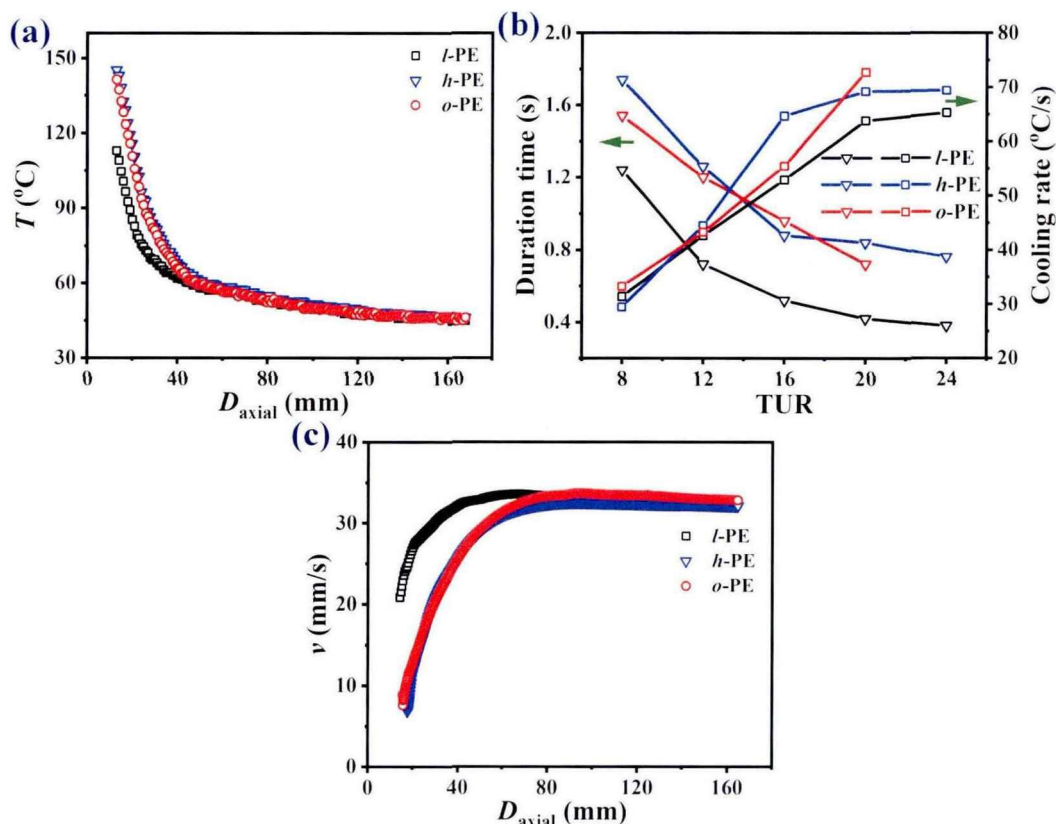 (a)
T (°C)
150
120
90
60
30
l-PE
h-PE
o-PE
0 40 80 120 160
D_axial (mm)
(b)
Duration time (s)
2.0
1.6
1.2
0.8
0.4
l-PE
h-PE
o-PE
8 12 16 20 24
TUR
80
70
60
50
40
30
20
Cooling rate (°C/s)
(c)
v (mm/s)
40
30
20
10
0
l-PE
h-PE
o-PE
0 40 80 120 160
D_axial (mm)